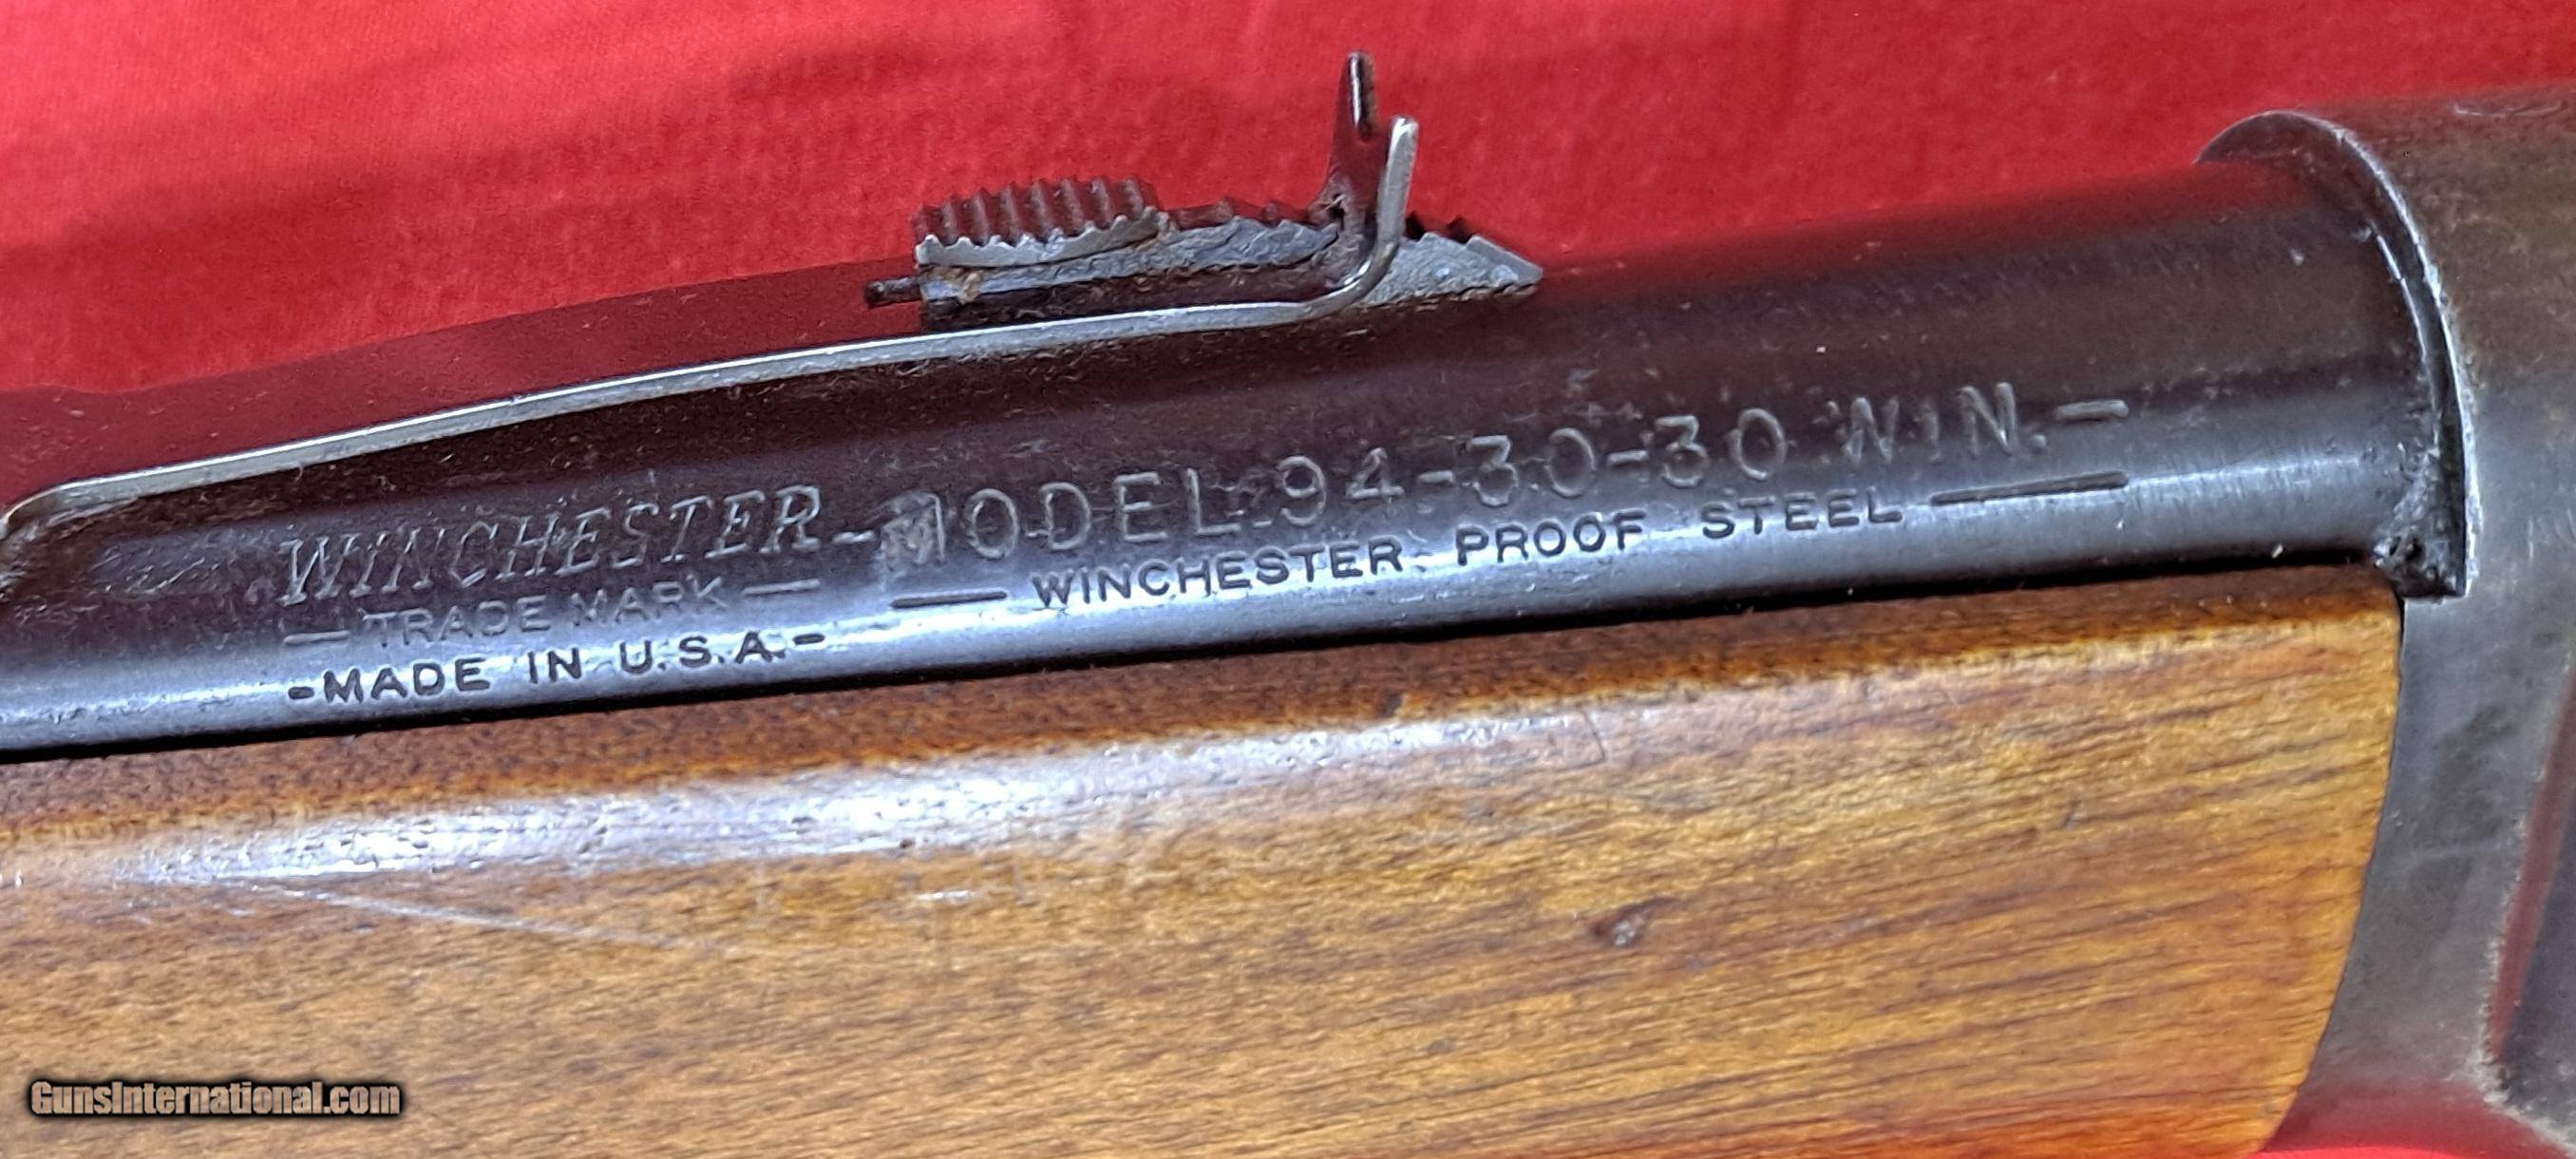 WINCHESTER-MODEL 94-30-30 WIN.-
— TRADE MARK — — WINCHESTER PROOF STEEL —
-MADE IN U.S.A.-
GunsInternational.com